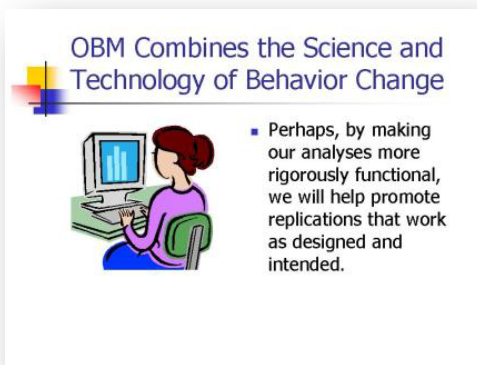 OBM Combines the Science and
Technology of Behavior Change
Perhaps, by making
our analyses more
rigorously functional,
we will help promote
replications that work
as designed and
intended.